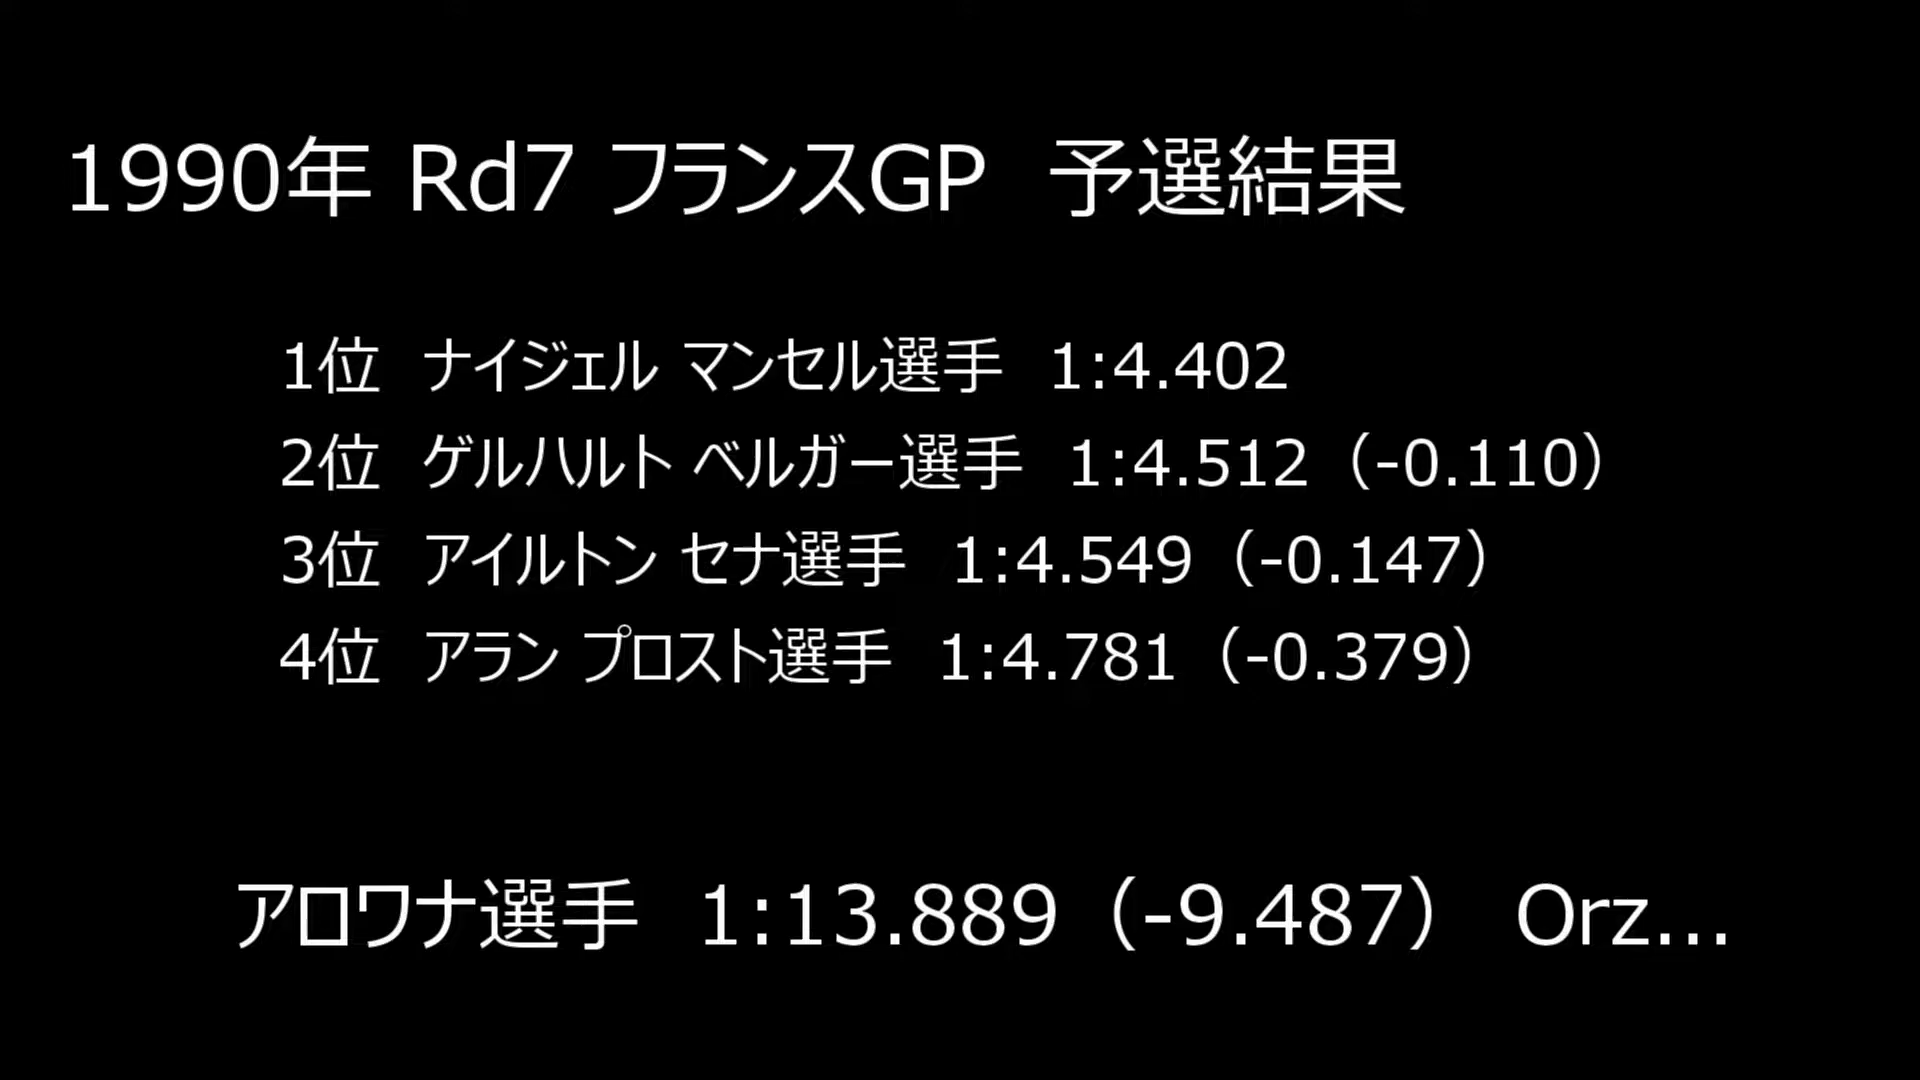 1990年 Rd7 フランスGP　予選結果
1位　ナイジェル マンセル選手　1:4.402
2位　ゲルハルト ベルガー選手　1:4.512（-0.110）
3位　アイルトン セナ選手　1:4.549（-0.147）
4位　アラン プロスト選手　1:4.781（-0.379）
アロワナ選手　1:13.889（-9.487）　Orz...